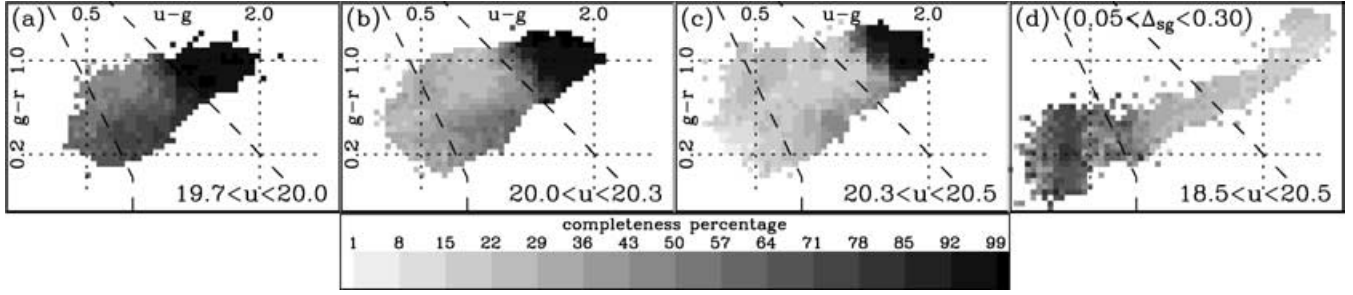 (a) 0.5 u-g 2.0
g-r 1.0
0.2
19.7<u<20.0
(b) 0.5 u-g 2.0
1.0
0.2
20.0<u<20.3
(c) 0.5 u-g 2.0
g-r 1.0
0.2
20.3<u<20.5
(d) (0.05<Δsg<0.30)
18.5<u<20.5
completeness percentage
1 8 15 22 29 36 43 50 57 64 71 78 85 92 99